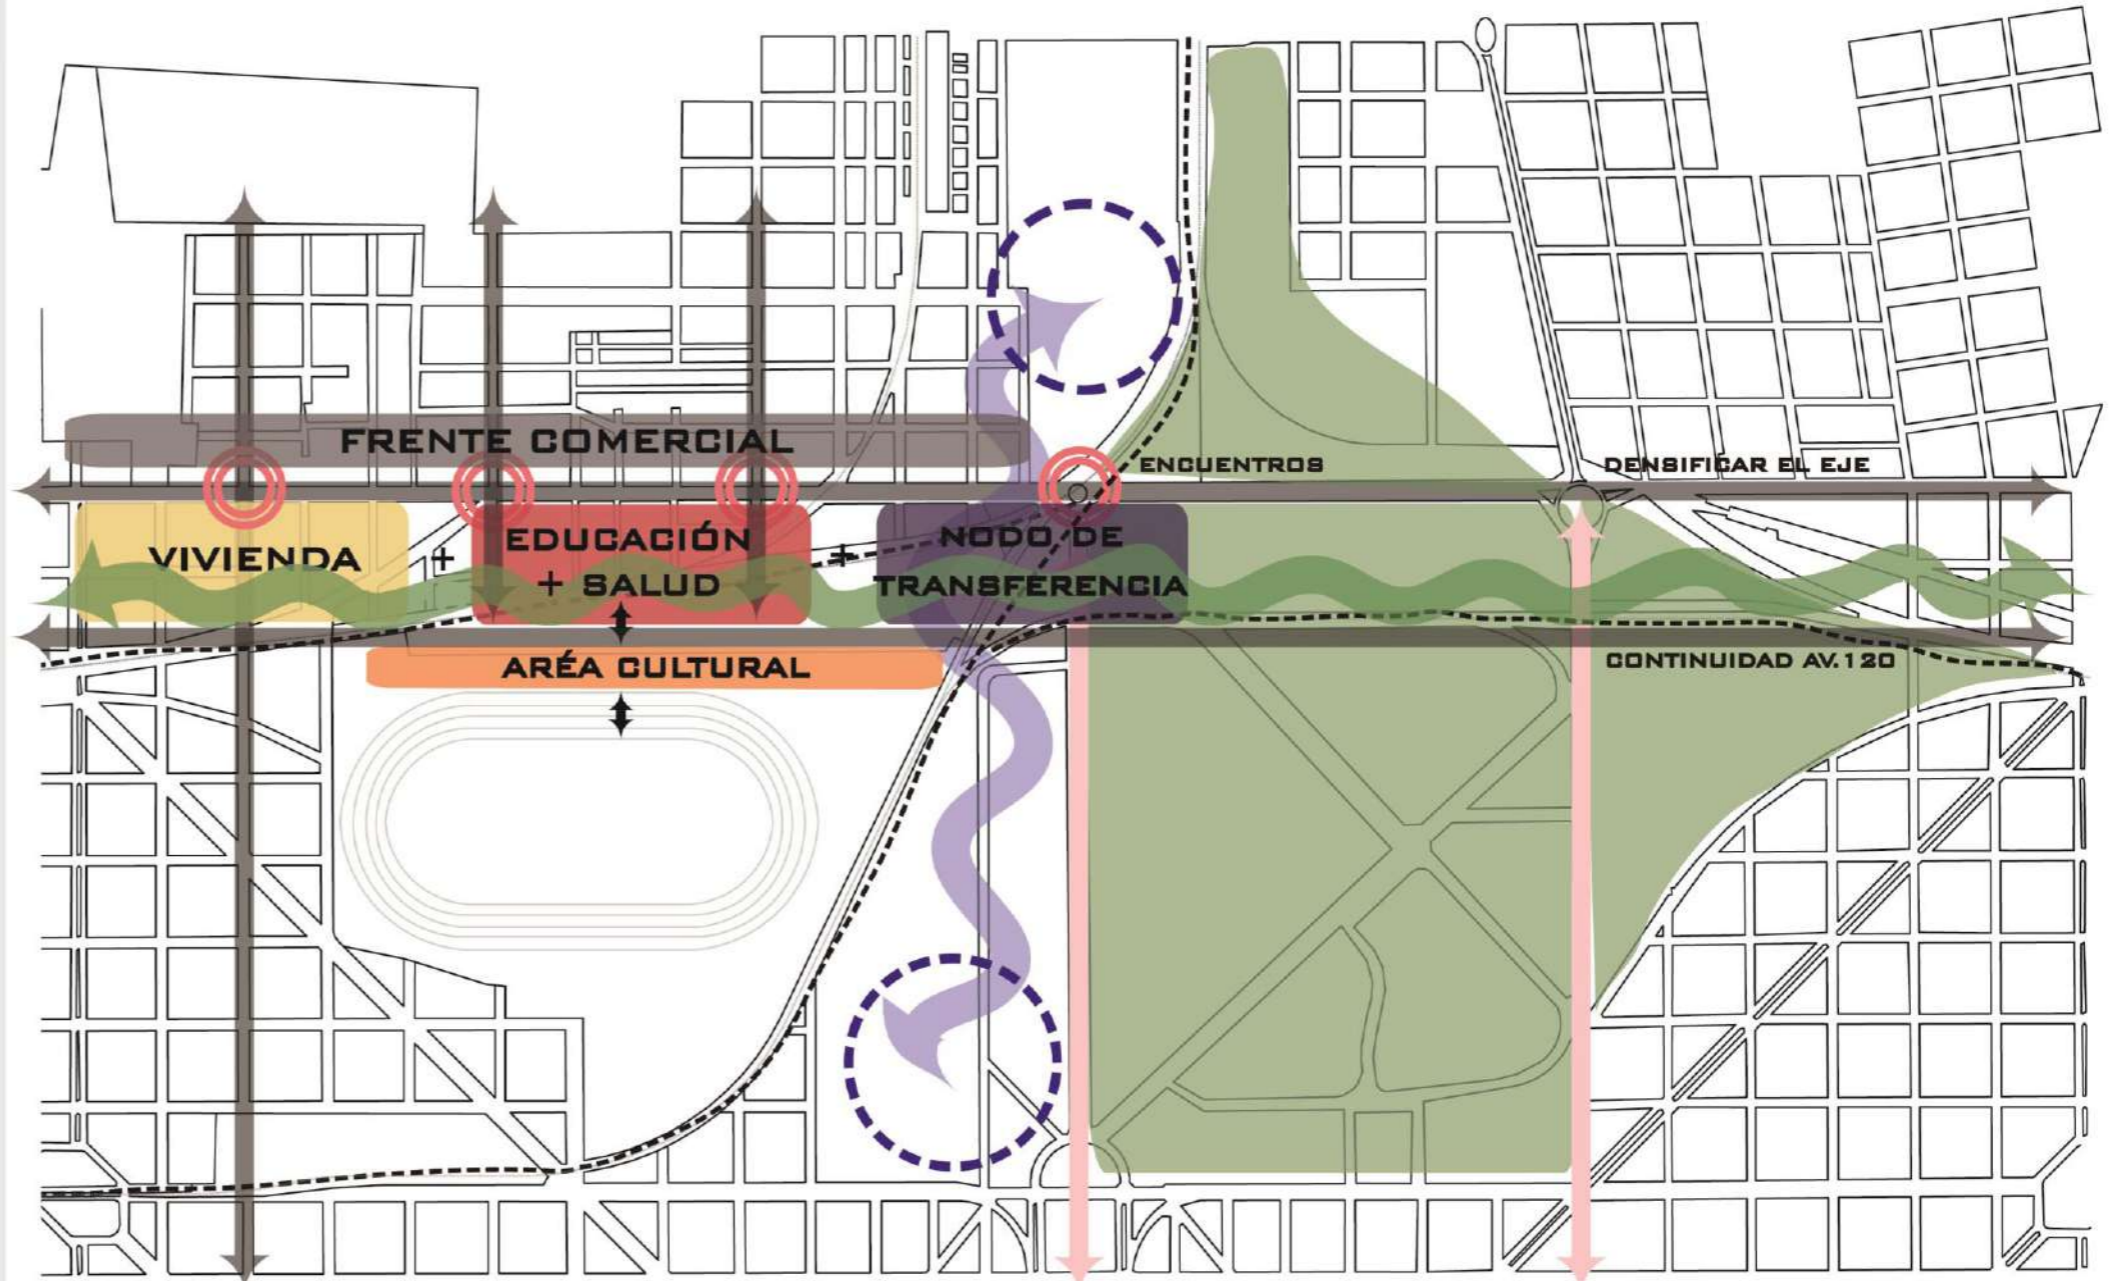 FRENTE COMERCIAL
ENCUENTROS
DENSIFICAR EL EJE
VIVIENDA
+
EDUCACIÓN
+ SALUD
+
NODO DE
TRANSFERENCIA
ARÉA CULTURAL
CONTINUIDAD AV.120